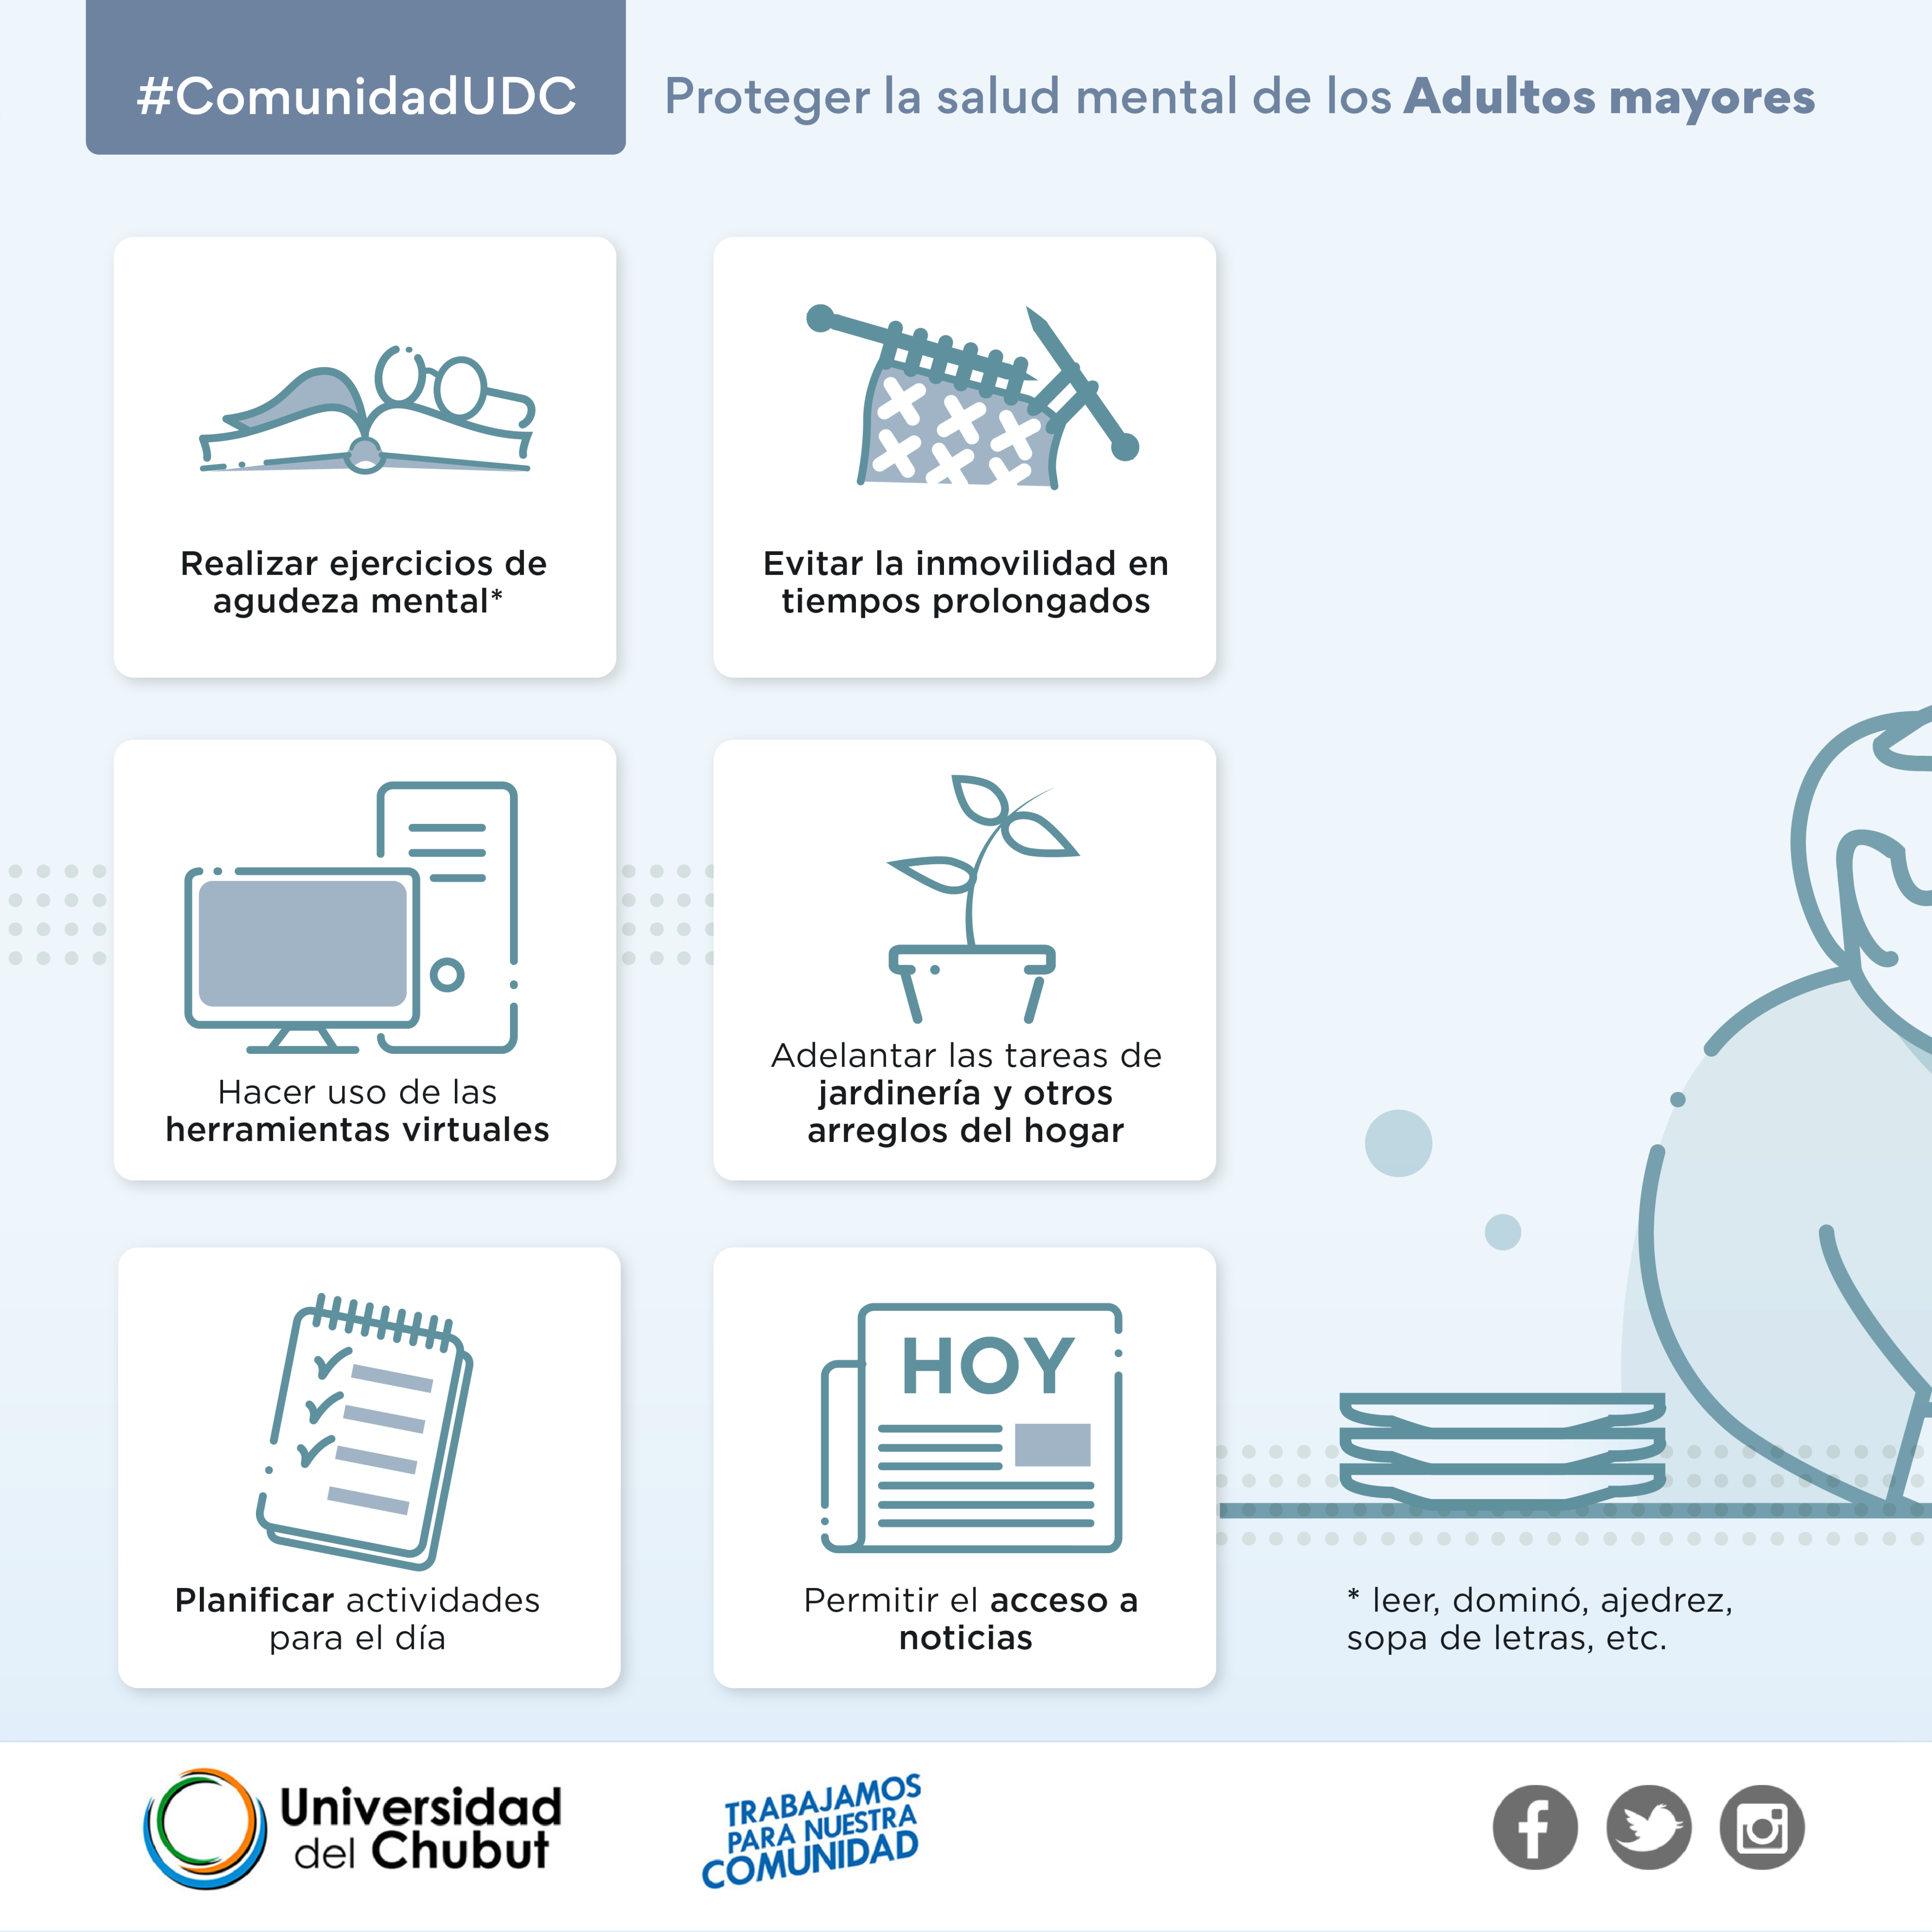 #ComunidadUDC
Proteger la salud mental de los Adultos mayores
Realizar ejercicios de
agudeza mental*
Evitar la inmovilidad en
tiempos prolongados
Hacer uso de las
herramientas virtuales
Adelantar las tareas de
jardinería y otros
arreglos del hogar
Planificar actividades
para el día
HOY
Permitir el acceso a
noticias
* leer, dominó, ajedrez,
sopa de letras, etc.
Universidad
del Chubut
TRABAJAMOS
PARA NUESTRA
COMUNIDAD